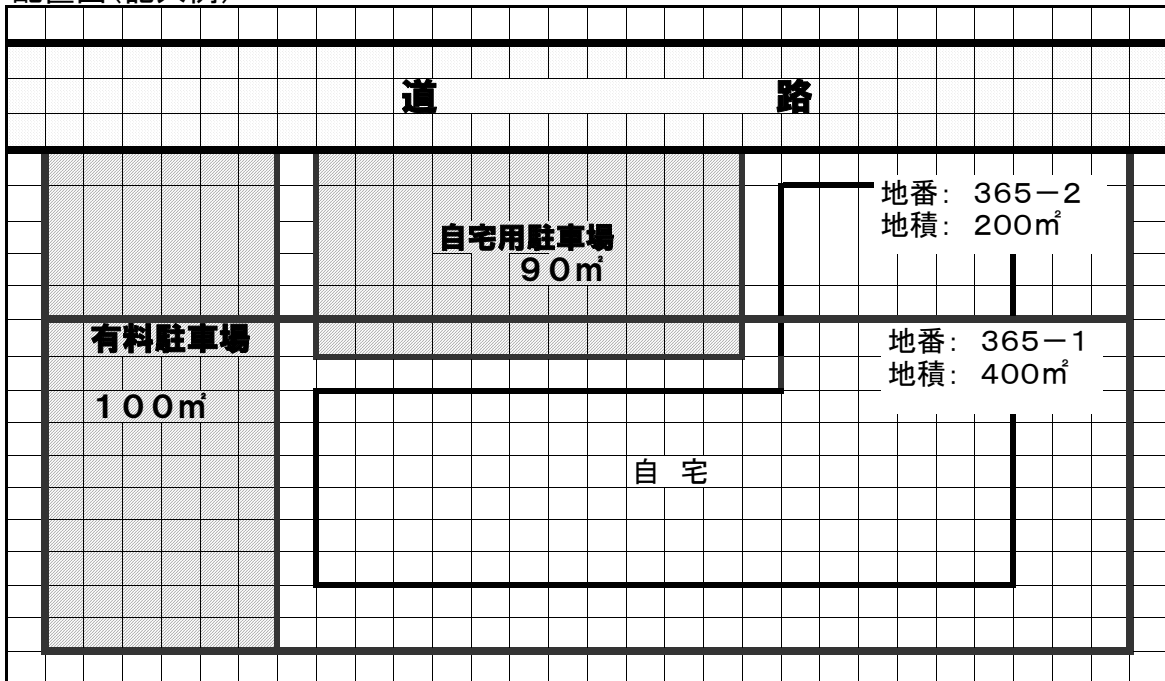 配置図(記入例)
道 路
地番: 365-2
地積: 200㎡
自宅用駐車場
90㎡
有料駐車場
100㎡
地番: 365-1
地積: 400㎡
自 宅